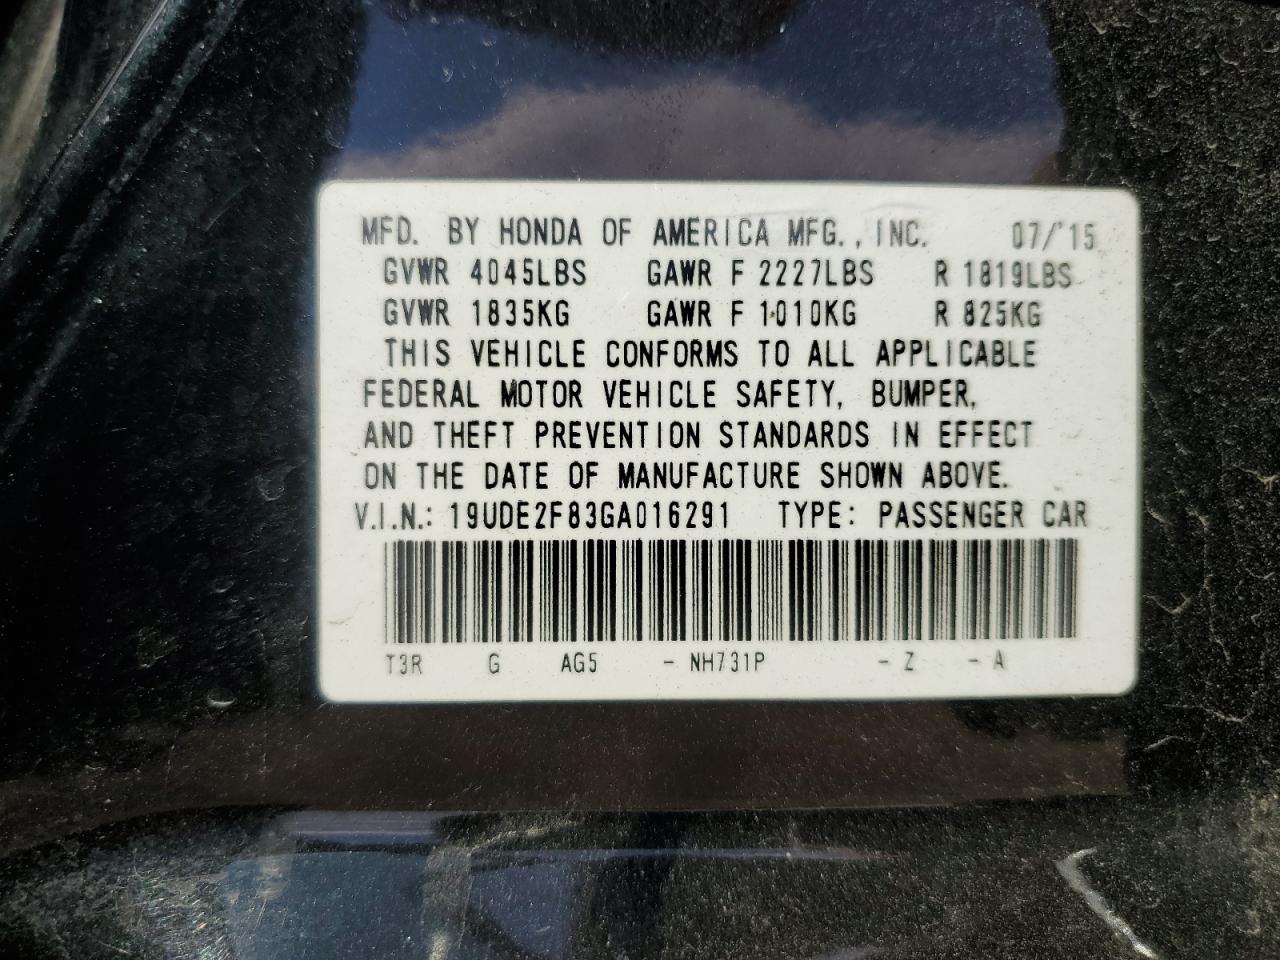 MFD. BY HONDA OF AMERICA MFG., INC. 07/'15
GVWR 4045LBS GAWR F 2227LBS R 1819LBS
GVWR 1835KG GAWR F 1010KG R 825KG
THIS VEHICLE CONFORMS TO ALL APPLICABLE
FEDERAL MOTOR VEHICLE SAFETY, BUMPER,
AND THEFT PREVENTION STANDARDS IN EFFECT
ON THE DATE OF MANUFACTURE SHOWN ABOVE.
V.I.N.: 19UDE2F83GA016291 TYPE: PASSENGER CAR
T3R G AG5 - NH731P - Z - A